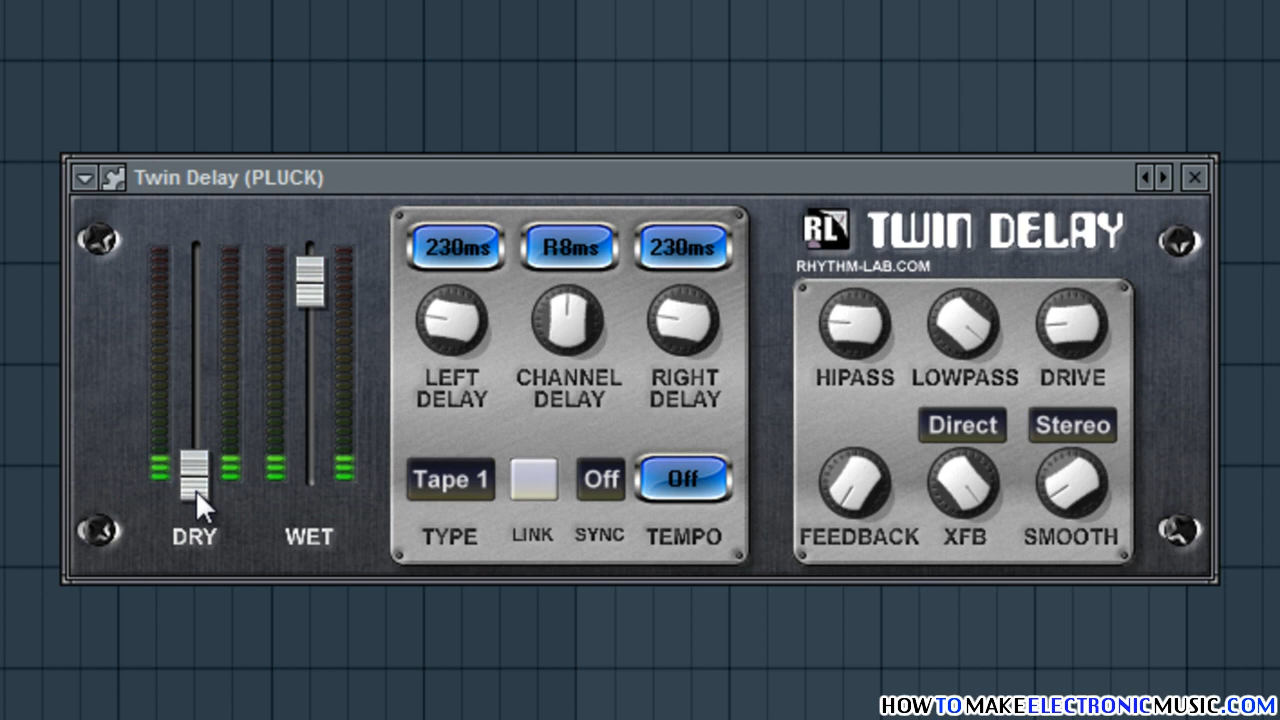 Twin Delay (PLUCK)
RL TWIN DELAY
RHYTHM-LAB.COM
230ms R8ms 230ms
LEFT DELAY
CHANNEL DELAY
RIGHT DELAY
HIPASS LOWPASS DRIVE
Direct Stereo
Tape 1 Off Off
TYPE LINK SYNC TEMPO
FEEDBACK XFB SMOOTH
DRY WET
HOWTOMAKEELECTRONICMUSIC.COM